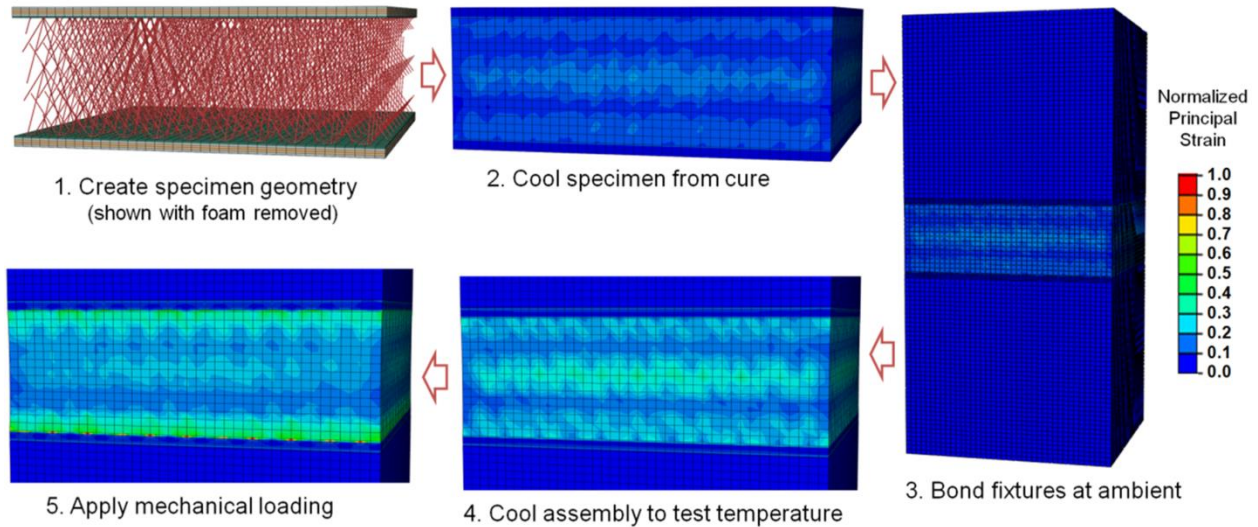 1. Create specimen geometry
(shown with foam removed)
2. Cool specimen from cure
Normalized
Principal
Strain
1.0
0.9
0.8
0.7
0.6
0.5
0.4
0.3
0.2
0.1
0.0
3. Bond fixtures at ambient
4. Cool assembly to test temperature
5. Apply mechanical loading